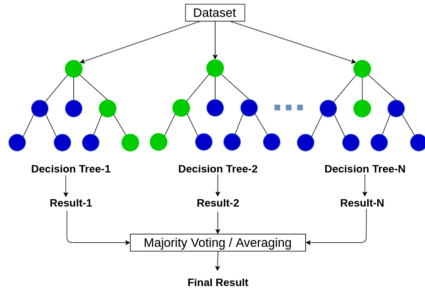 Dataset
Decision Tree-1 Decision Tree-2 Decision Tree-N
Result-1 Result-2 Result-N
Majority Voting / Averaging
Final Result